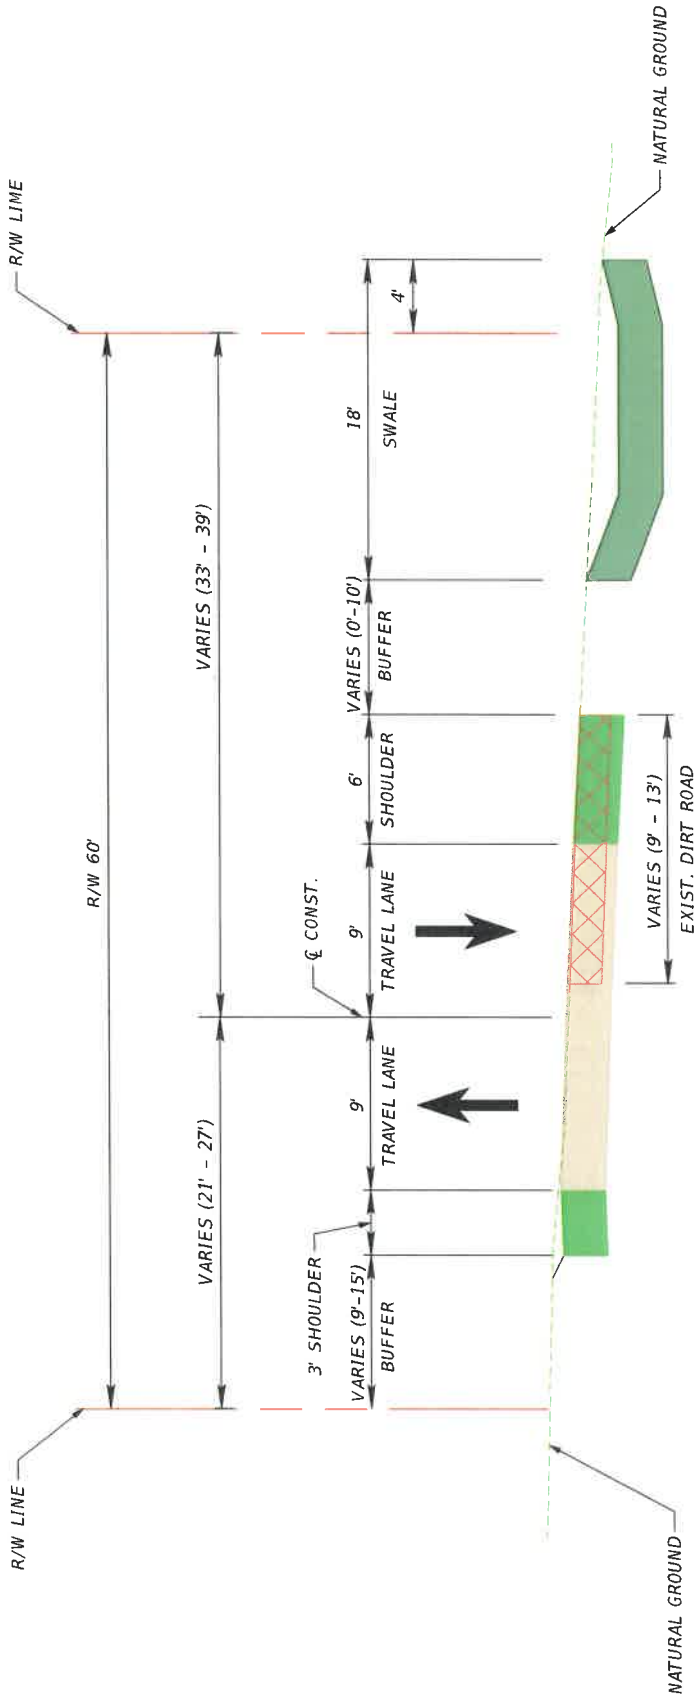 R/W LINE
R/W LIME
R/W 60'
VARIES (21' - 27')
VARIES (33' - 39')
℄ CONST.
3' SHOULDER
VARIES (9'-15')
BUFFER
9'
TRAVEL LANE
9'
TRAVEL LANE
6'
SHOULDER
VARIES (0'-10')
BUFFER
18'
SWALE
4'
NATURAL GROUND
VARIES (9' - 13')
EXIST. DIRT ROAD
NATURAL GROUND